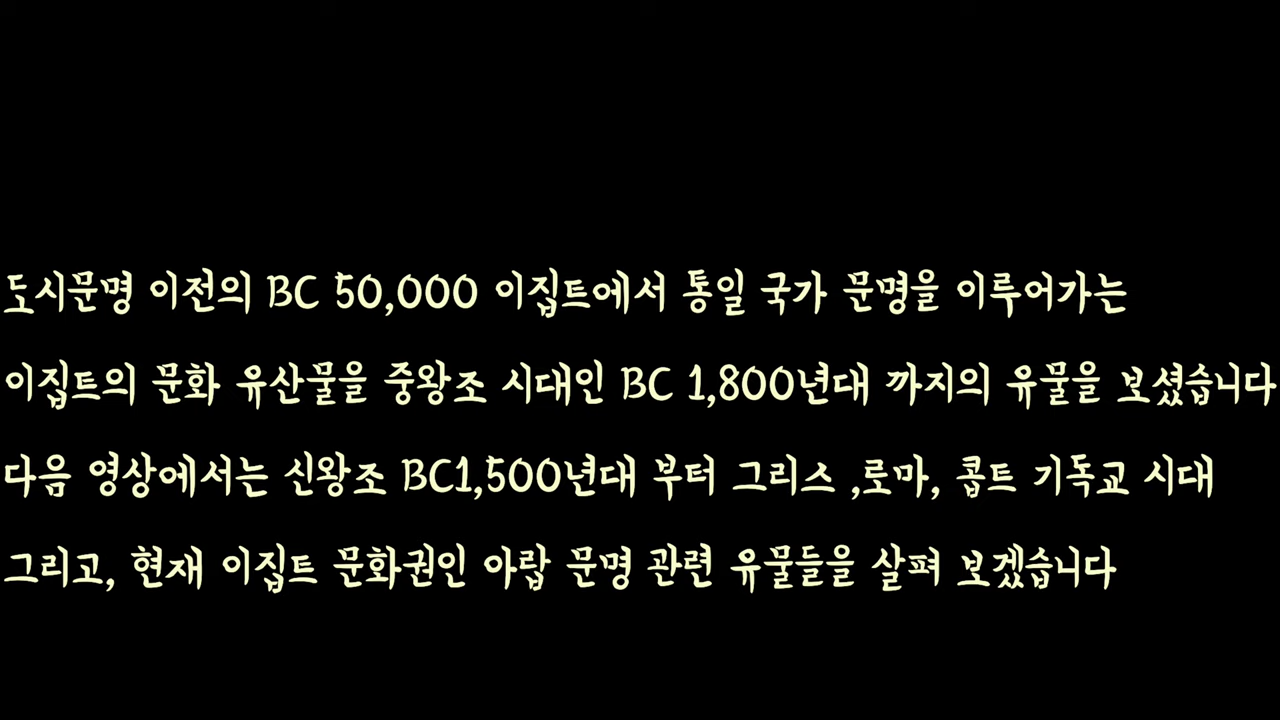 도시문명 이전의 BC 50,000 이집트에서 통일 국가 문명을 이루어가는
이집트의 문화 유산물을 중왕조 시대인 BC 1,800년대 까지의 유물을 보셨습니다
다음 영상에서는 신왕조 BC1,500년대 부터 그리스 ,로마, 콥트 기독교 시대
그리고, 현재 이집트 문화권인 아랍 문명 관련 유물들을 살펴 보겠습니다